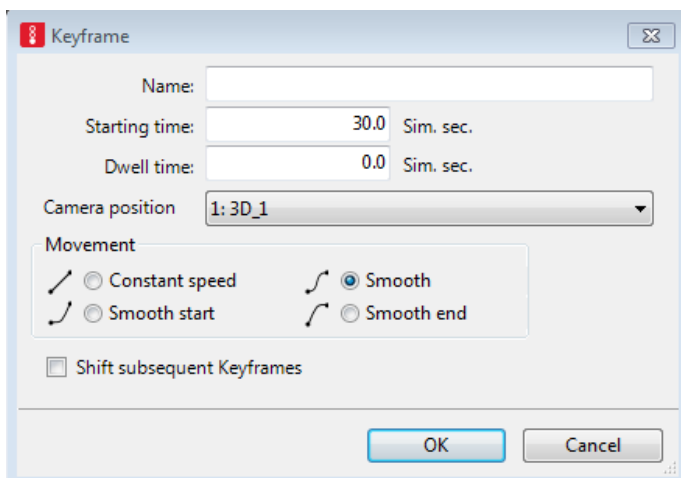 Keyframe
Name:
Starting time: 30.0 Sim. sec.
Dwell time: 0.0 Sim. sec.
Camera position 1: 3D_1
Movement
Constant speed Smooth
Smooth start Smooth end
Shift subsequent Keyframes
OK Cancel